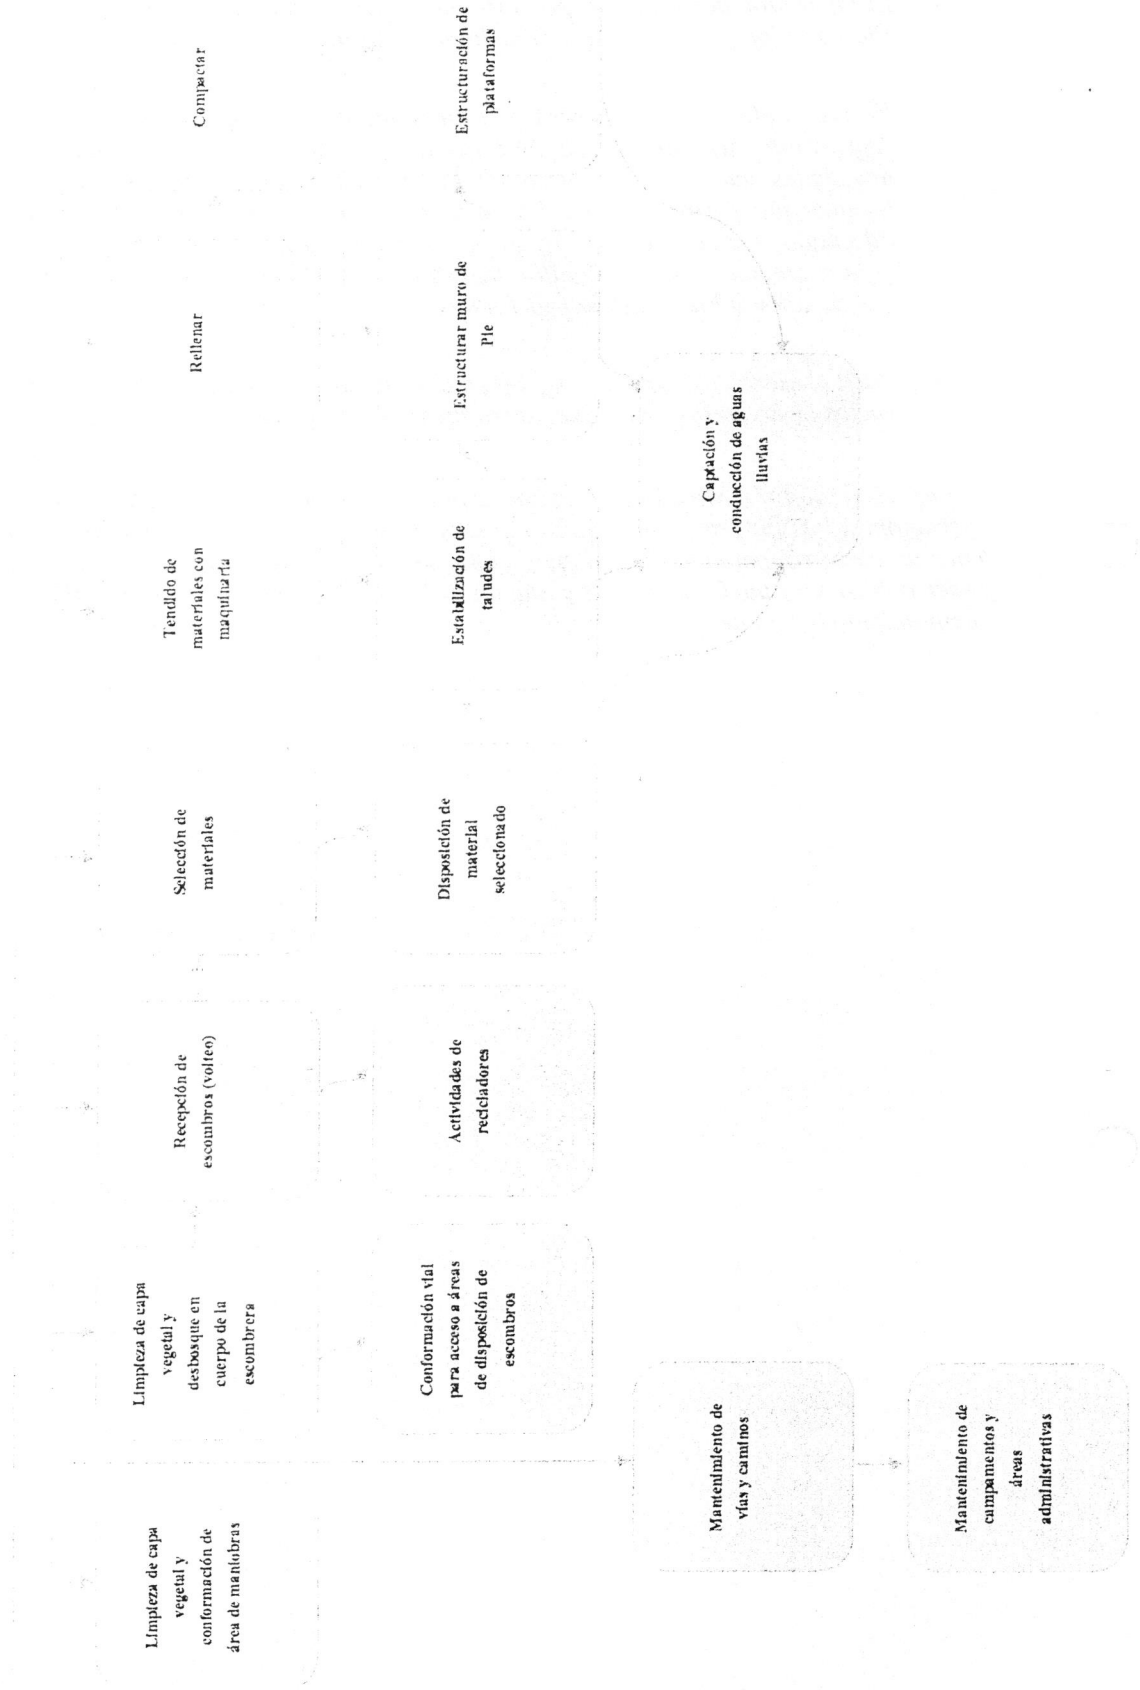 Limpieza de capa
vegetal y
conformación de
área de maniobras
Limpieza de capa
vegetal y
desbosque en
cuerpo de la
escombrera
Recepción de
escombros (volteo)
Selección de
materiales
Tendido de
materiales con
maquinaria
Rellenar
Compactar
Conformación vial
para acceso a áreas
de disposición de
escombros
Actividades de
recicladores
Disposición de
material
seleccionado
Estabilización de
taludes
Estructurar muro de
Pie
Estructuración de
plataformas
Mantenimiento de
vías y caminos
Captación y
conducción de aguas
lluvias
Mantenimiento de
campamentos y
áreas
administrativas